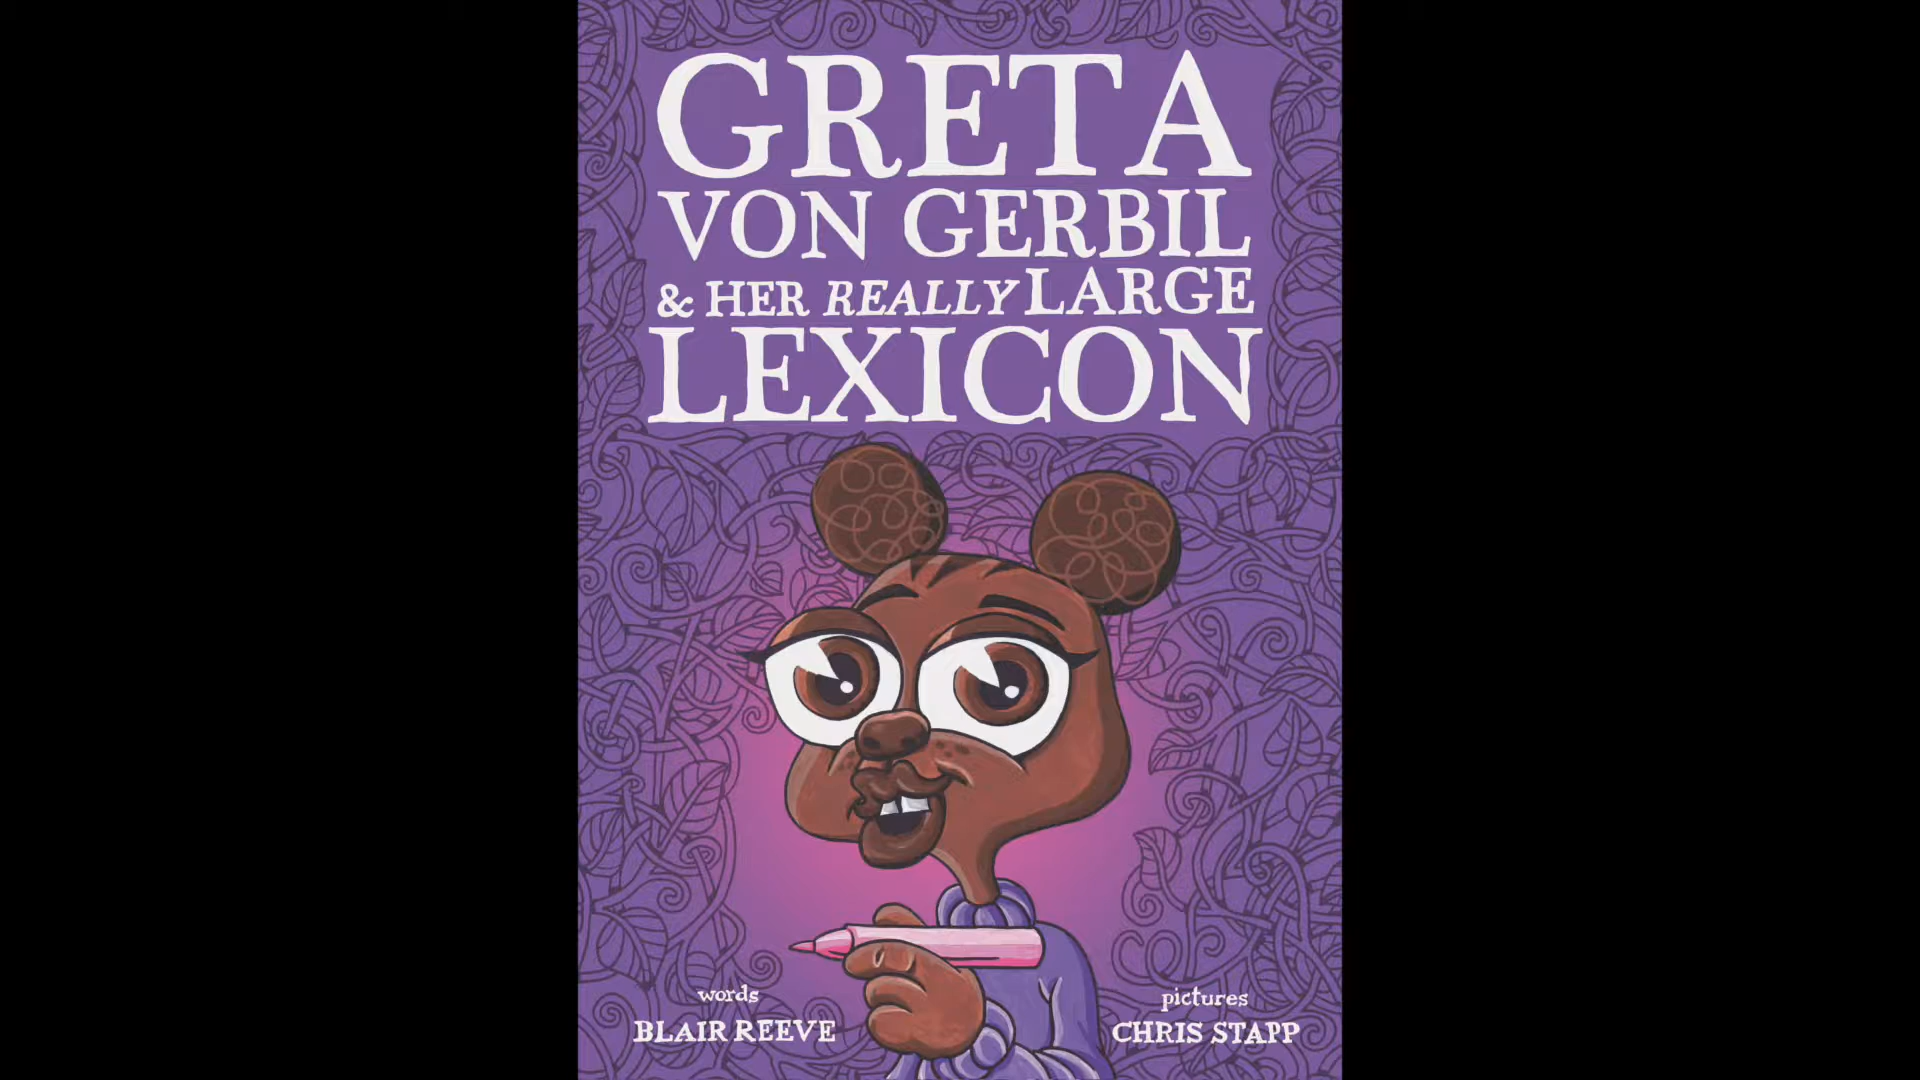 GRETA
VON GERBIL
& HER REALLY LARGE
LEXICON
words
BLAIR REEVE
pictures
CHRIS STAPP